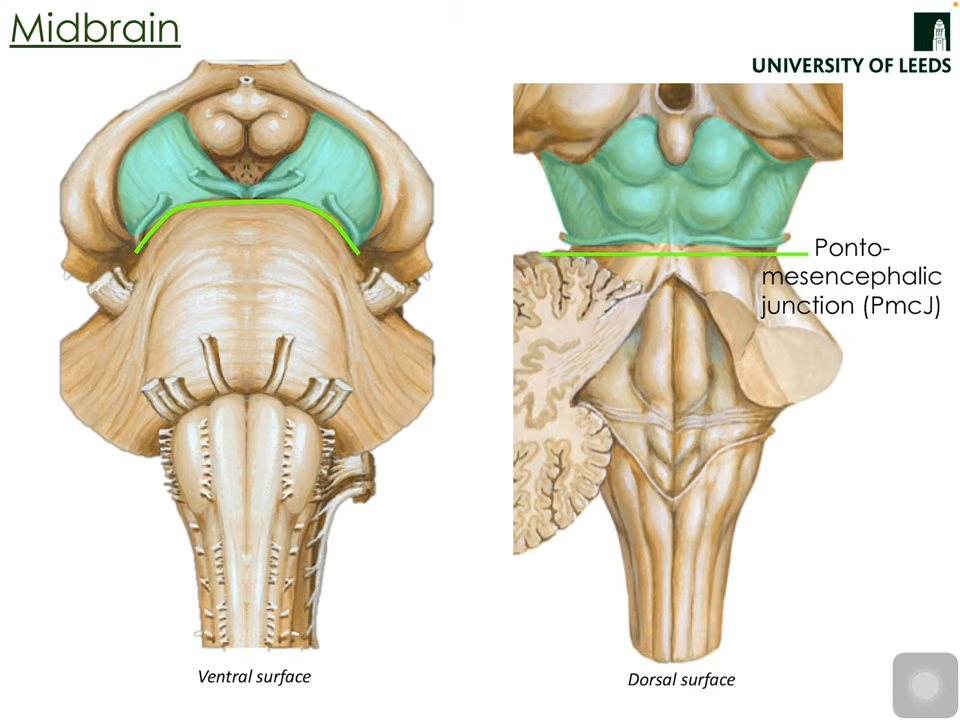 Midbrain
UNIVERSITY OF LEEDS
Ponto-
mesencephalic
junction (PmcJ)
Ventral surface
Dorsal surface